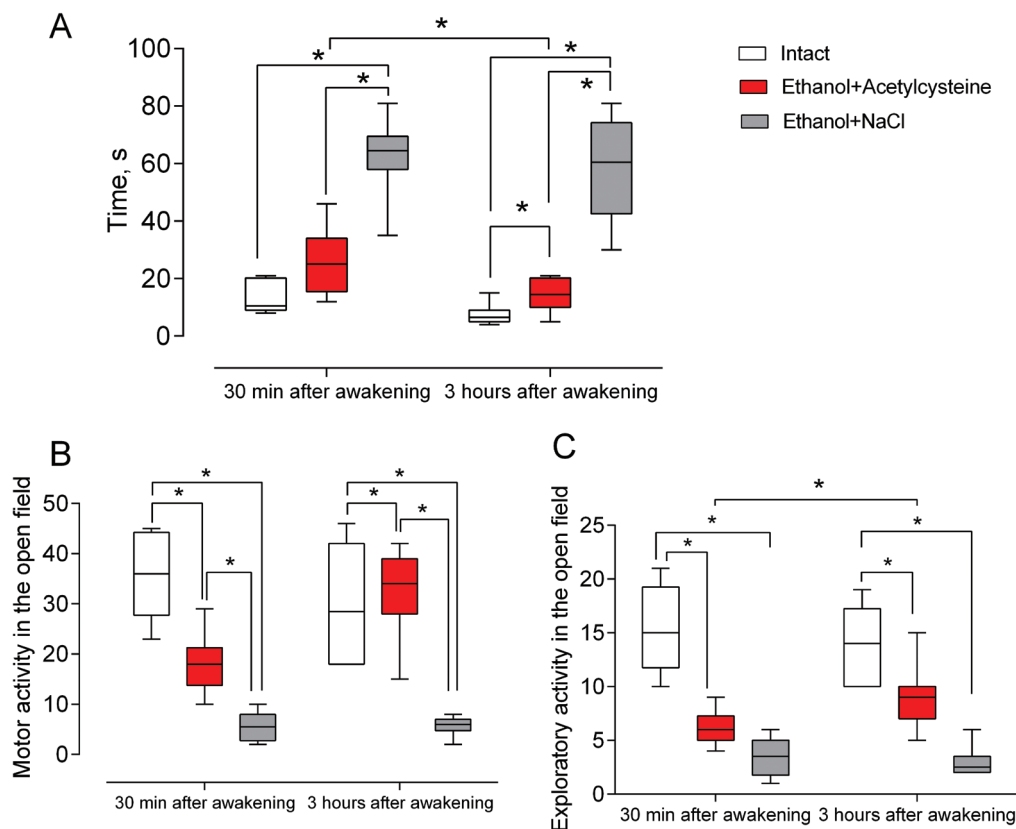 A
*
*
*
*
*
*
*
100
80
60
40
20
0
Time, s
30 min after awakening
3 hours after awakening
Intact
Ethanol+Acetylcysteine
Ethanol+NaCl
B
*
*
*
*
*
*
50
40
30
20
10
0
Motor activity in the open field
30 min after awakening
3 hours after awakening
C
*
*
*
*
*
25
20
15
10
5
0
Exploratory activity in the open field
30 min after awakening
3 hours after awakening